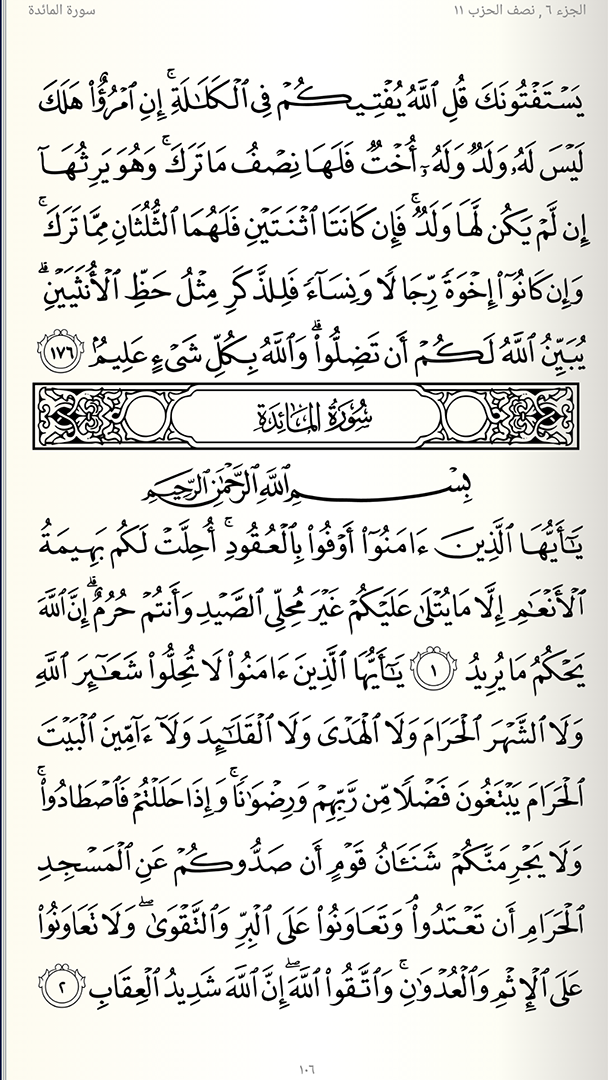 الجزء ٦ , نصف الحزب ١١
سورة المائدة
يَسْتَفْتُونَكَ قُلِ ٱللَّهُ يُفْتِيكُمْ فِى ٱلْكَلَـٰلَةِ ۚ إِنِ ٱمْرُؤٌا۟ هَلَكَ
لَيْسَ لَهُۥ وَلَدٌ وَلَهُۥٓ أُخْتٌ فَلَهَا نِصْفُ مَا تَرَكَ ۚ وَهُوَ يَرِثُهَآ
إِن لَّمْ يَكُن لَّهَا وَلَدٌ ۚ فَإِن كَانَتَا ٱثْنَتَيْنِ فَلَهُمَا ٱلثُّلُثَانِ مِمَّا تَرَكَ ۚ
وَإِن كَانُوٓا۟ إِخْوَةً رِّجَالًا وَنِسَآءً فَلِلذَّكَرِ مِثْلُ حَظِّ ٱلْأُنثَيَيْنِ ۗ
يُبَيِّنُ ٱللَّهُ لَكُمْ أَن تَضِلُّوا۟ ۗ وَٱللَّهُ بِكُلِّ شَىْءٍ عَلِيمٌۢ ١٧٦
سُورَةُ المَائِدَةِ
بِسْمِ ٱللَّهِ ٱلرَّحْمَـٰنِ ٱلرَّحِيمِ
يَـٰٓأَيُّهَا ٱلَّذِينَ ءَامَنُوٓا۟ أَوْفُوا۟ بِٱلْعُقُودِ ۚ أُحِلَّتْ لَكُم بَهِيمَةُ
ٱلْأَنْعَـٰمِ إِلَّا مَا يُتْلَىٰ عَلَيْكُمْ غَيْرَ مُحِلِّى ٱلصَّيْدِ وَأَنتُمْ حُرُمٌ ۗ إِنَّ ٱللَّهَ
يَحْكُمُ مَا يُرِيدُ ١ يَـٰٓأَيُّهَا ٱلَّذِينَ ءَامَنُوا۟ لَا تُحِلُّوا۟ شَعَـٰٓئِرَ ٱللَّهِ
وَلَا ٱلشَّهْرَ ٱلْحَرَامَ وَلَا ٱلْهَدْىَ وَلَا ٱلْقَلَـٰٓئِدَ وَلَآ ءَآمِّينَ ٱلْبَيْتَ
ٱلْحَرَامَ يَبْتَغُونَ فَضْلًا مِّن رَّبِّهِمْ وَرِضْوَٰنًا ۚ وَإِذَا حَلَلْتُمْ فَٱصْطَادُوا۟ ۚ
وَلَا يَجْرِمَنَّكُمْ شَنَـَٔانُ قَوْمٍ أَن صَدُّوكُمْ عَنِ ٱلْمَسْجِدِ
ٱلْحَرَامِ أَن تَعْتَدُوا۟ ۘ وَتَعَاوَنُوا۟ عَلَى ٱلْبِرِّ وَٱلتَّقْوَىٰ ۖ وَلَا تَعَاوَنُوا۟
عَلَى ٱلْإِثْمِ وَٱلْعُدْوَٰنِ ۚ وَٱتَّقُوا۟ ٱللَّهَ ۖ إِنَّ ٱللَّهَ شَدِيدُ ٱلْعِقَابِ ٢
١٠٦